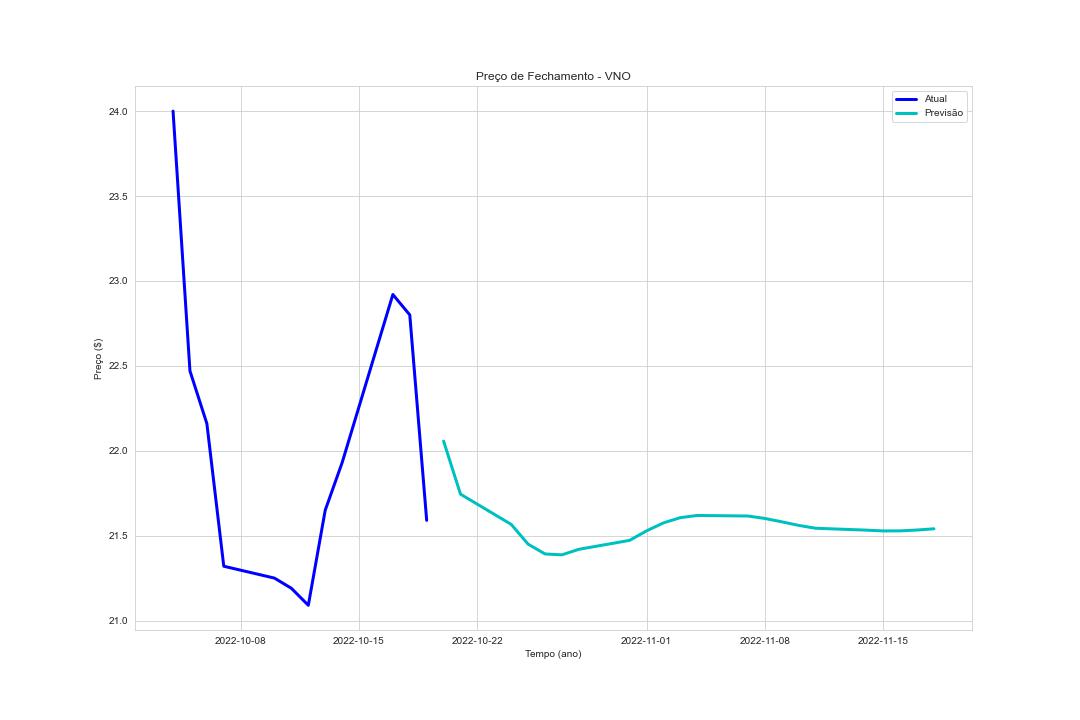 Preço de Fechamento - VNO
Atual
Previsão
24.0
23.5
23.0
22.5
22.0
21.5
21.0
Preço ($)
2022-10-08
2022-10-15
2022-10-22
2022-11-01
2022-11-08
2022-11-15
Tempo (ano)